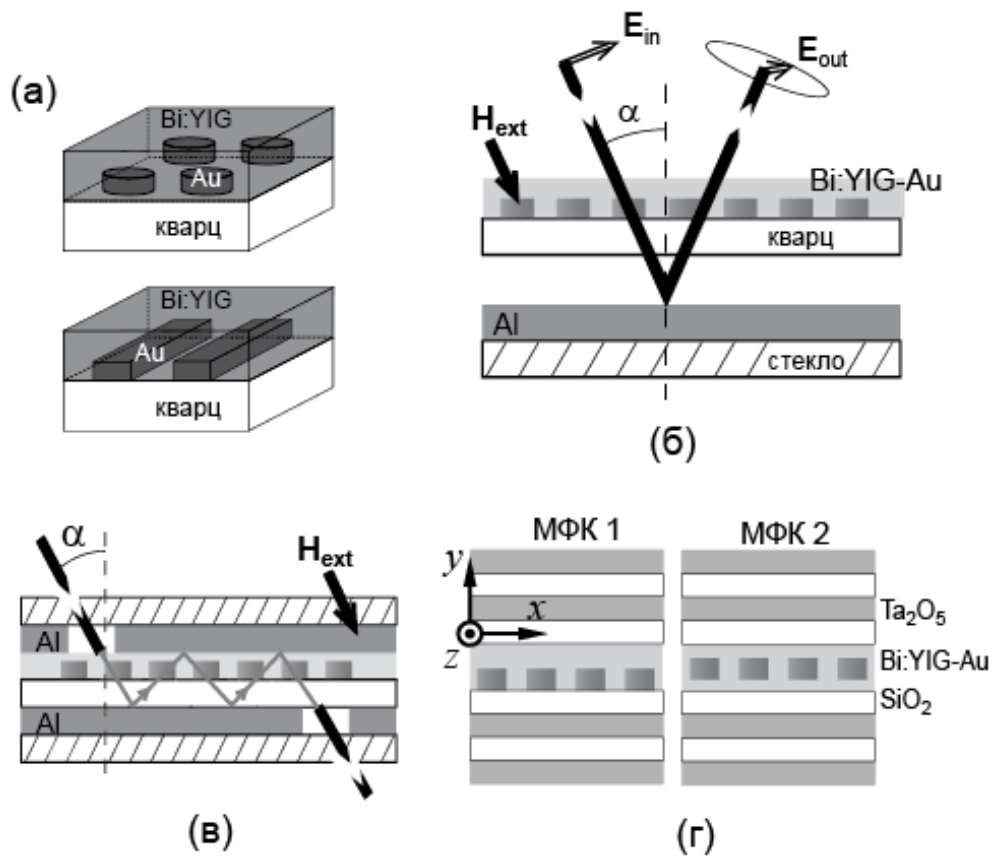 (а)
Bi:YIG
Au
кварц
Bi:YIG
Au
кварц
E_in
E_out
α
H_ext
Bi:YIG-Au
кварц
Al
стекло
(б)
α
H_ext
Al
Al
(в)
МФК 1
МФК 2
y
x
z
Ta₂O₅
Bi:YIG-Au
SiO₂
(г)